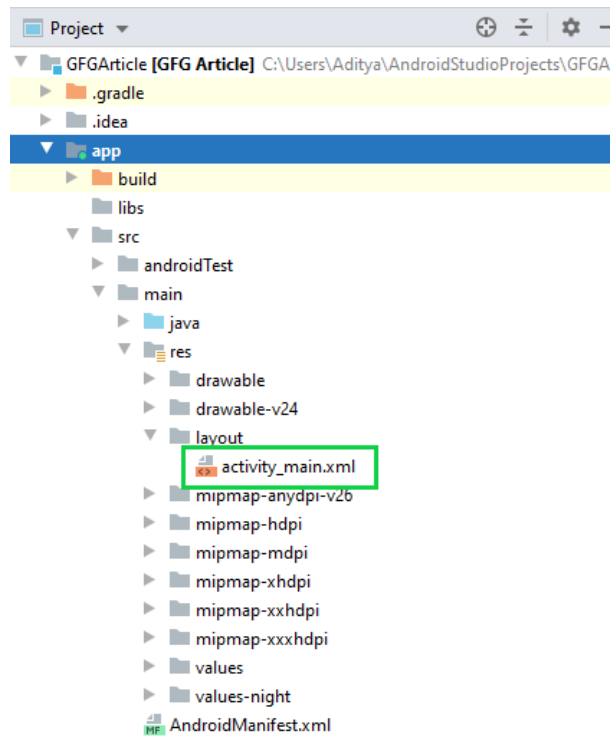 Project
GFGArticle [GFG Article] C:\Users\Aditya\AndroidStudioProjects\GFGA
.gradle
.idea
app
build
libs
src
androidTest
main
java
res
drawable
drawable-v24
layout
activity_main.xml
mipmap-anydpi-v26
mipmap-hdpi
mipmap-mdpi
mipmap-xhdpi
mipmap-xxhdpi
mipmap-xxxhdpi
values
values-night
MF AndroidManifest.xml